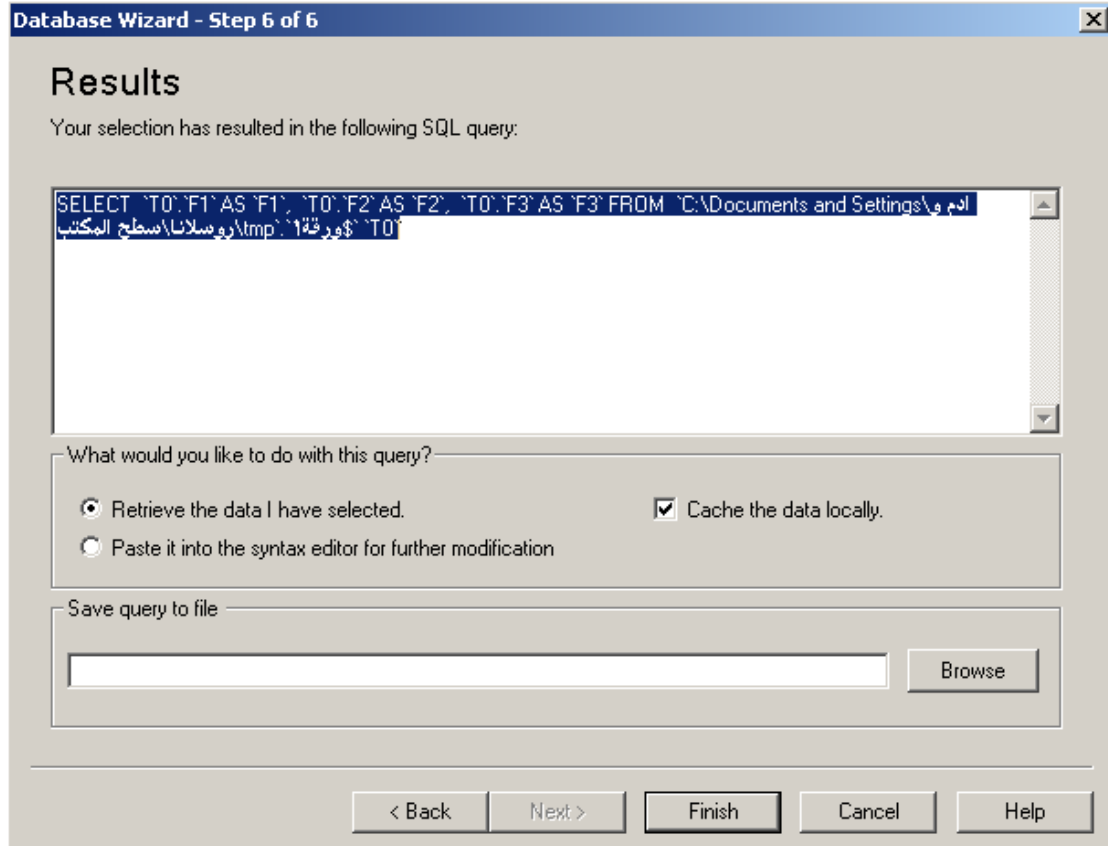 Database Wizard - Step 6 of 6
Results
Your selection has resulted in the following SQL query:
SELECT `T0`.`F1` AS `F1`, `T0`.`F2` AS `F2`, `T0`.`F3` AS `F3` FROM `C:\Documents and Settings\ادم و
روسلانا\سطح المكتب\tmp`.`ورقة1$` `T0`
What would you like to do with this query?
Retrieve the data I have selected.
Cache the data locally.
Paste it into the syntax editor for further modification
Save query to file
Browse
< Back
Next >
Finish
Cancel
Help